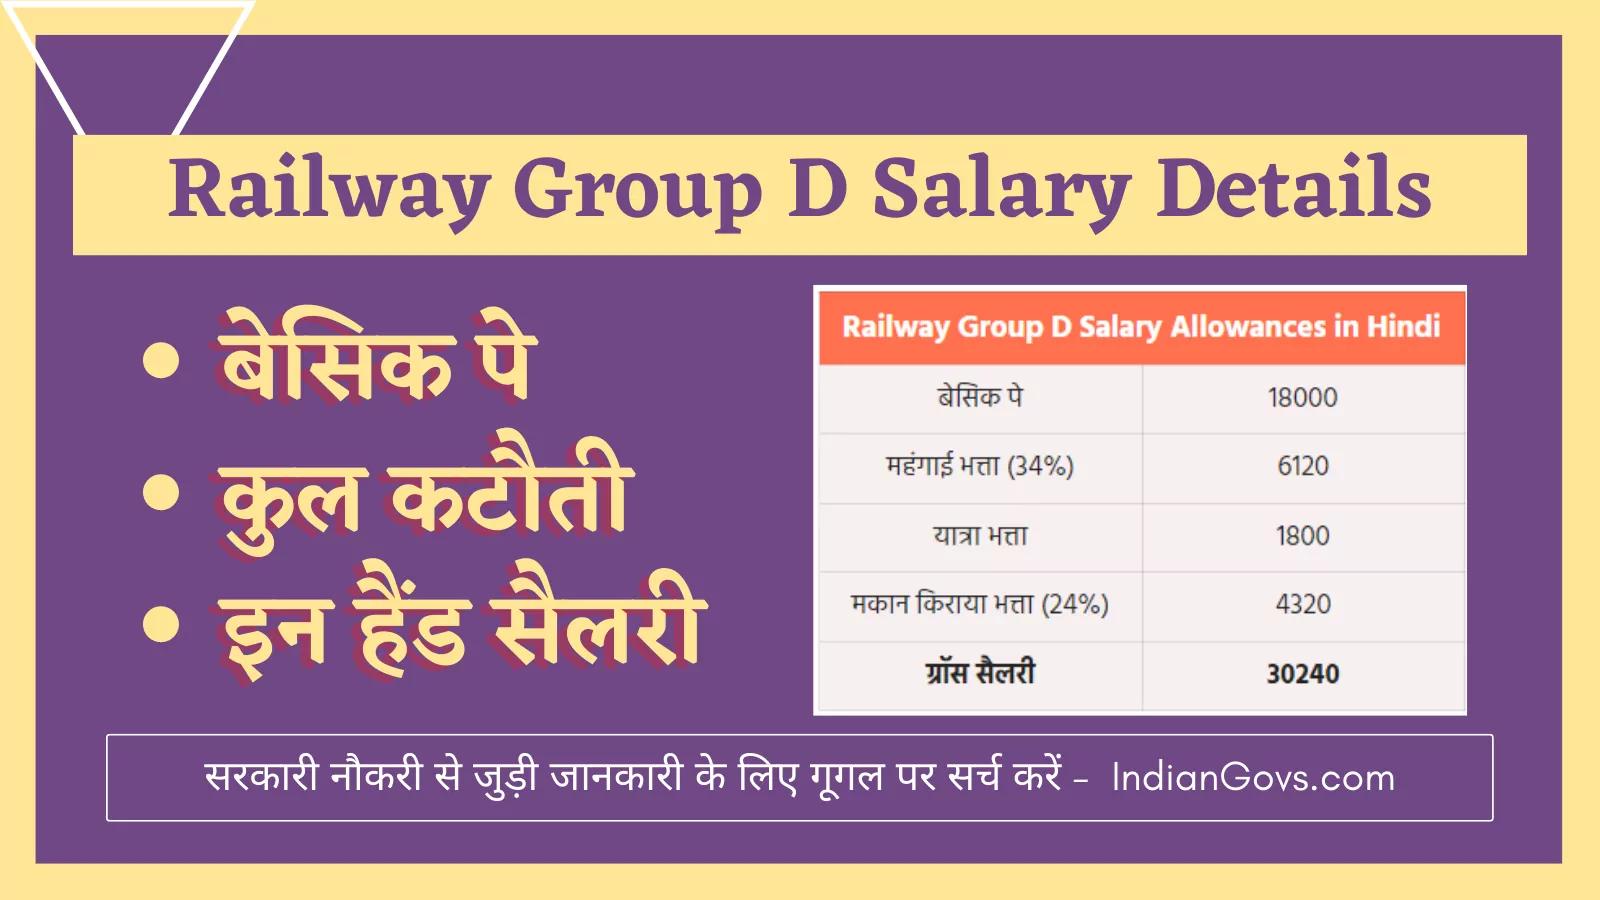 Railway Group D Salary Details
• बेसिक पे
• कुल कटौती
• इन हैंड सैलरी
Railway Group D Salary Allowances in Hindi
बेसिक पे 18000
महंगाई भत्ता (34%) 6120
यात्रा भत्ता 1800
मकान किराया भत्ता (24%) 4320
ग्रॉस सैलरी 30240
सरकारी नौकरी से जुड़ी जानकारी के लिए गूगल पर सर्च करें – IndianGovs.com